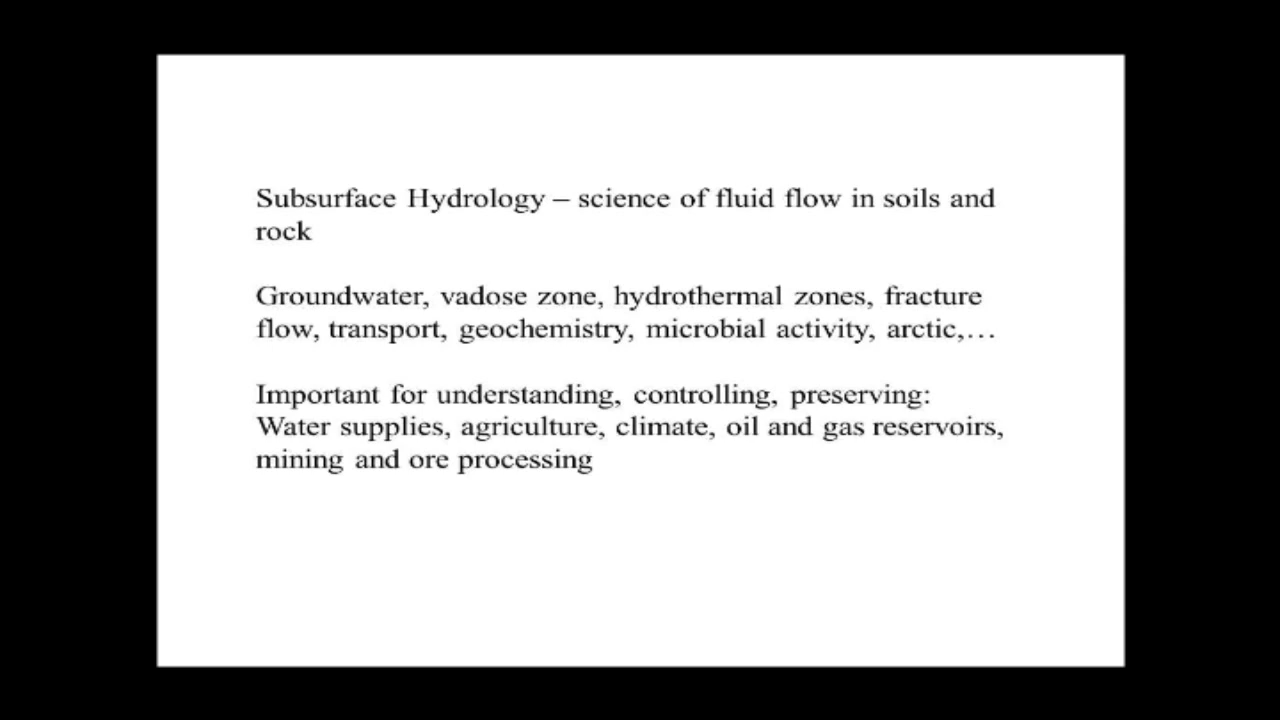 Subsurface Hydrology – science of fluid flow in soils and
rock
Groundwater, vadose zone, hydrothermal zones, fracture
flow, transport, geochemistry, microbial activity, arctic,…
Important for understanding, controlling, preserving:
Water supplies, agriculture, climate, oil and gas reservoirs,
mining and ore processing